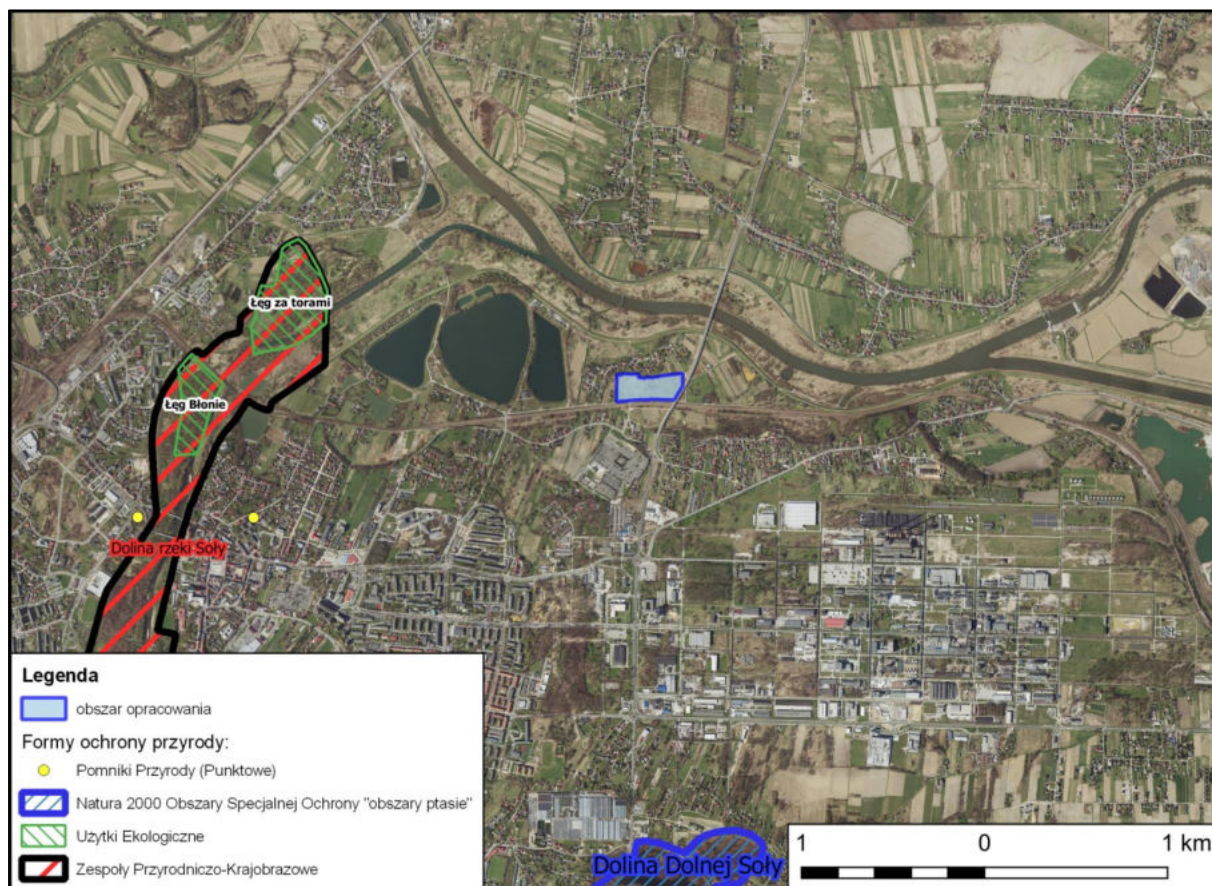 Łęg za torami
Łęg Błonie
Dolina rzeki Soły
Legenda
obszar opracowania
Formy ochrony przyrody:
Pomniki Przyrody (Punktowe)
Natura 2000 Obszary Specjalnej Ochrony "obszary ptasie"
Użytki Ekologiczne
Zespoły Przyrodniczo-Krajobrazowe
Dolina Dolnej Soły
1 0 1 km